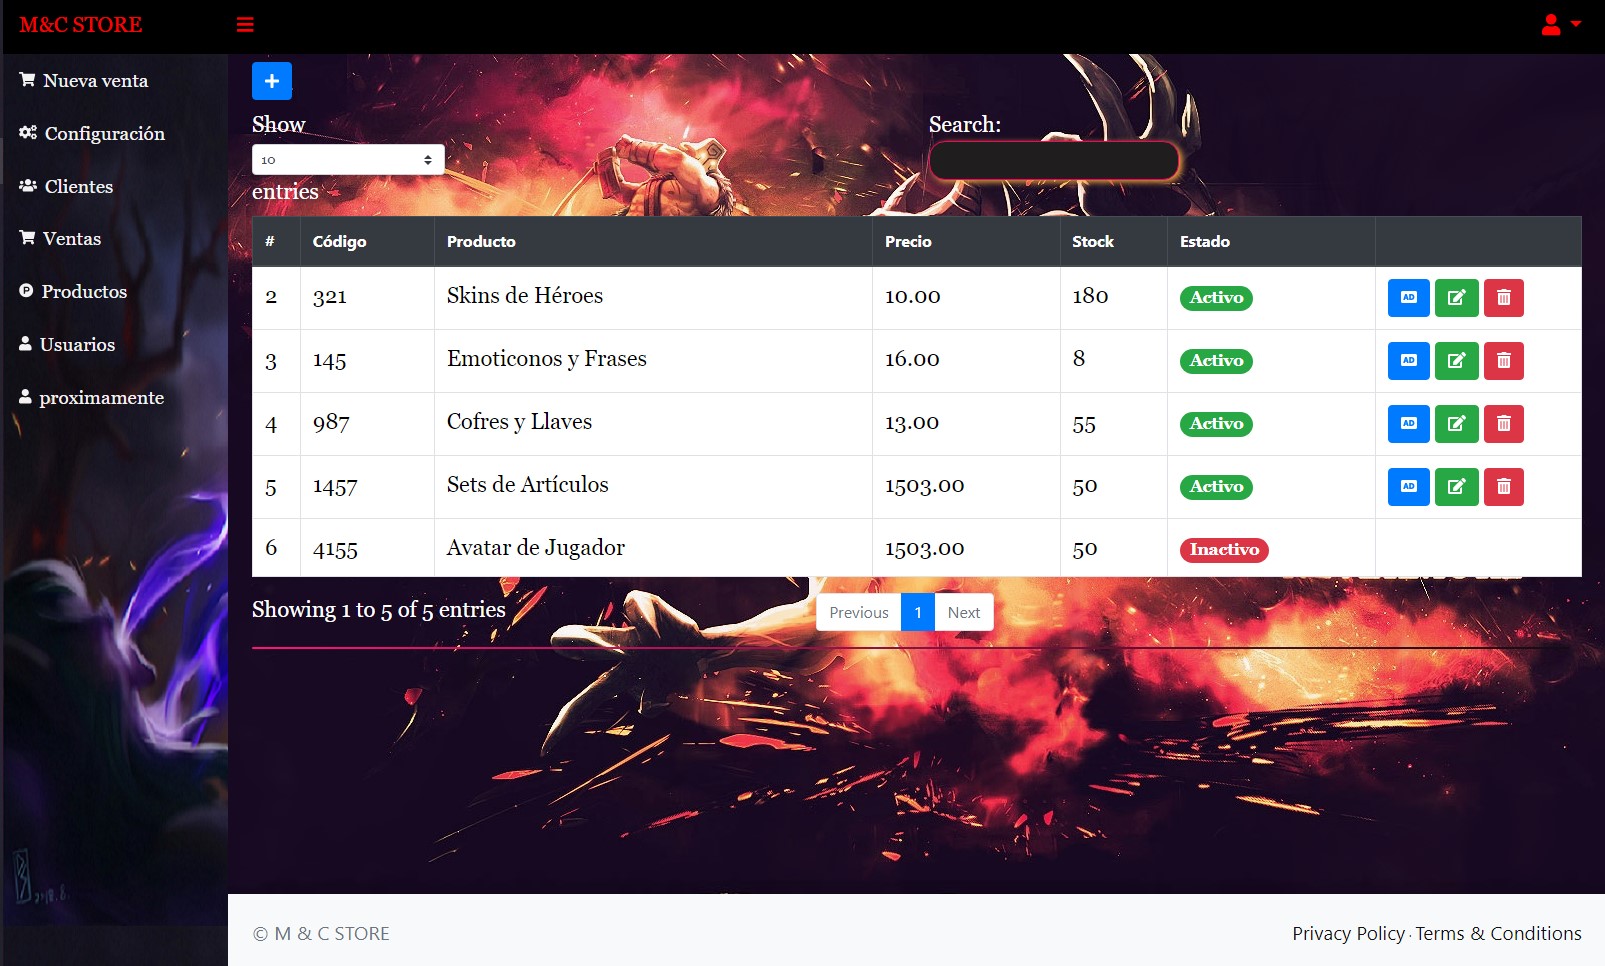 M&C STORE
Nueva venta
Configuración
Clientes
Ventas
Productos
Usuarios
proximamente
Show
10
entries
Search:
# Código Producto Precio Stock Estado
2 321 Skins de Héroes 10.00 180 Activo AD
3 145 Emoticonos y Frases 16.00 8 Activo AD
4 987 Cofres y Llaves 13.00 55 Activo AD
5 1457 Sets de Artículos 1503.00 50 Activo AD
6 4155 Avatar de Jugador 1503.00 50 Inactivo
Showing 1 to 5 of 5 entries
Previous 1 Next
© M & C STORE
Privacy Policy · Terms & Conditions